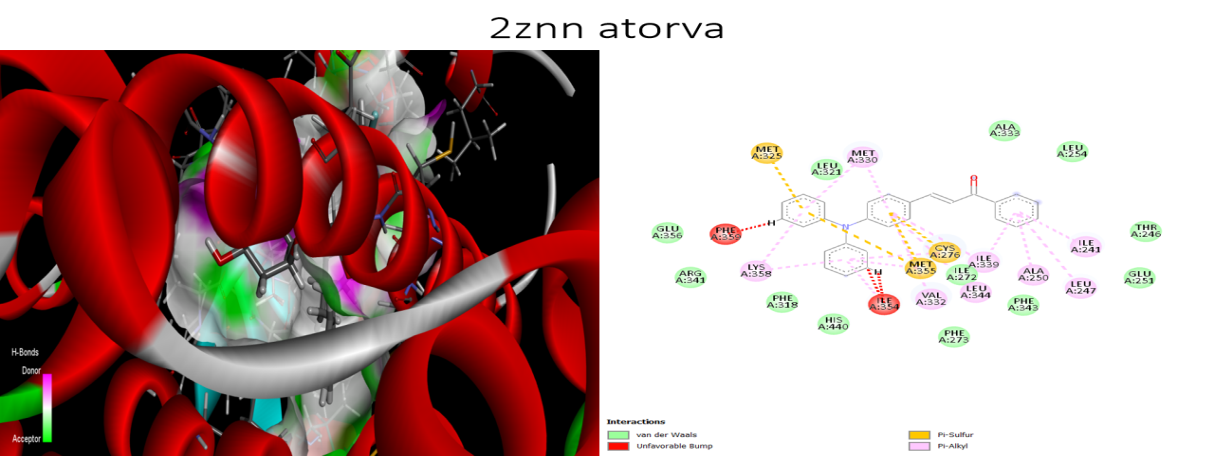 2znn atorva
H-Bonds
Donor
Acceptor
ALA
A:333
LEU
A:254
MET
A:325
MET
A:330
LEU
A:321
O
GLU
A:356
PHE
A:359
H
N
THR
A:246
ILE
A:241
CYS
A:276
ILE
A:339
MET
A:355
ILE
A:272
LYS
A:358
ARG
A:341
H
ALA
A:250
GLU
A:251
LEU
A:247
LEU
A:344
VAL
A:332
PHE
A:318
ILE
A:354
PHE
A:343
HIS
A:440
PHE
A:273
Interactions
van der Waals
Unfavorable Bump
Pi-Sulfur
Pi-Alkyl